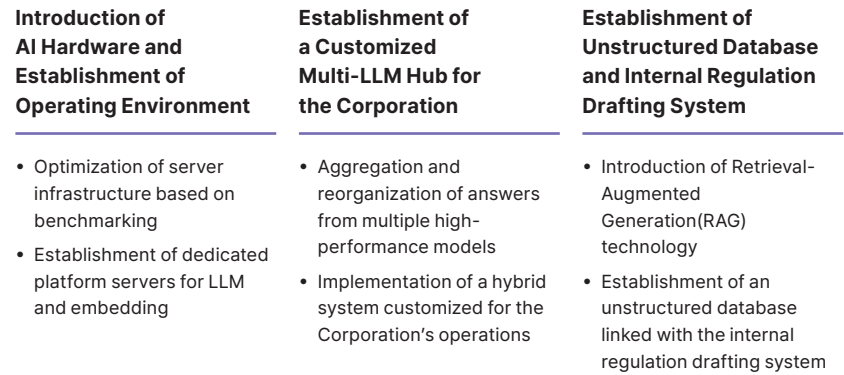 Introduction of
AI Hardware and
Establishment of
Operating Environment
• Optimization of server
infrastructure based on
benchmarking
• Establishment of dedicated
platform servers for LLM
and embedding
Establishment of
a Customized
Multi-LLM Hub for
the Corporation
• Aggregation and
reorganization of answers
from multiple high-
performance models
• Implementation of a hybrid
system customized for the
Corporation's operations
Establishment of
Unstructured Database
and Internal Regulation
Drafting System
• Introduction of Retrieval-
Augmented
Generation(RAG)
technology
• Establishment of an
unstructured database
linked with the internal
regulation drafting system